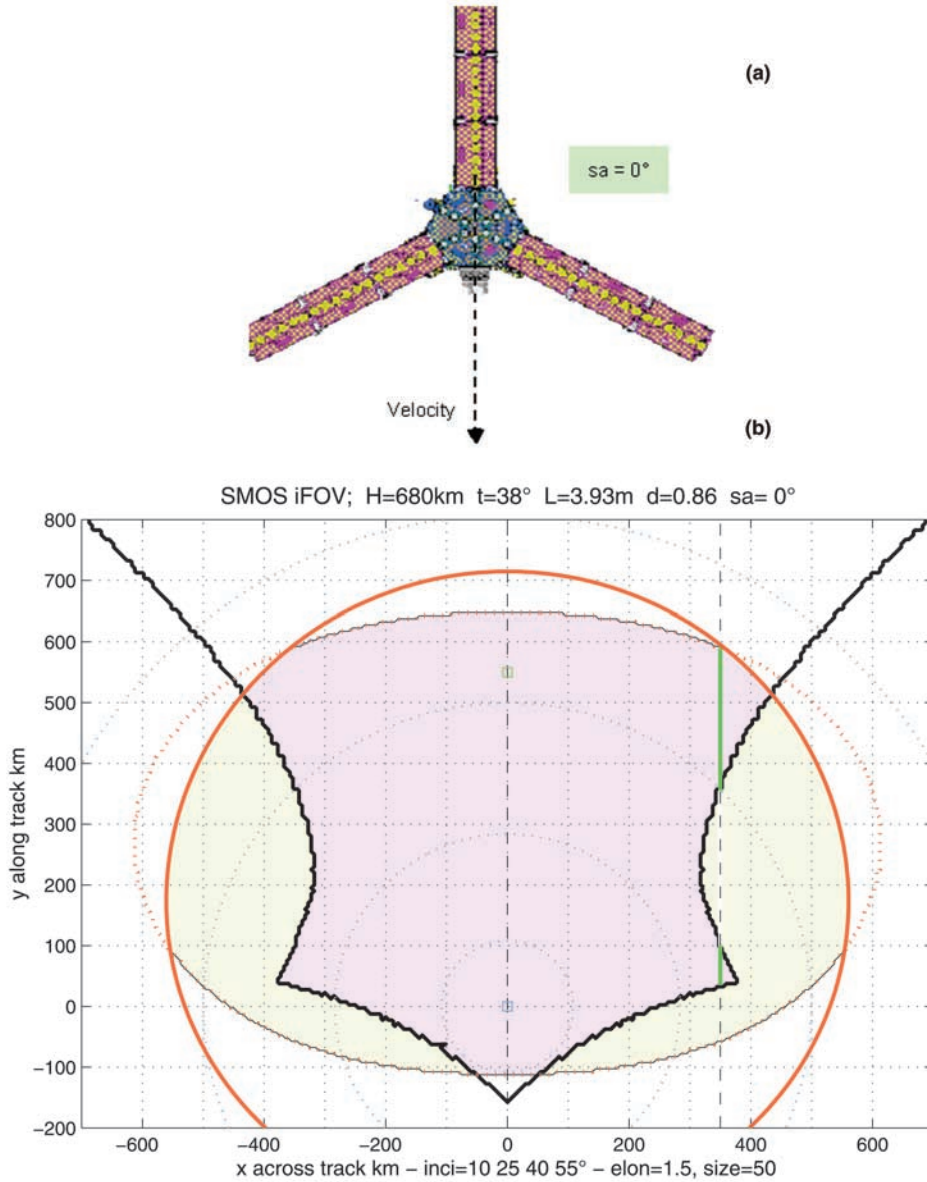 (a)
sa = 0°
Velocity
(b)
SMOS iFOV; H=680km t=38° L=3.93m d=0.86 sa= 0°
800
700
600
500
400
300
200
100
0
−100
−200
y along track km
−600 −400 −200 0 200 400 600
x across track km − inci=10 25 40 55° − elon=1.5, size=50